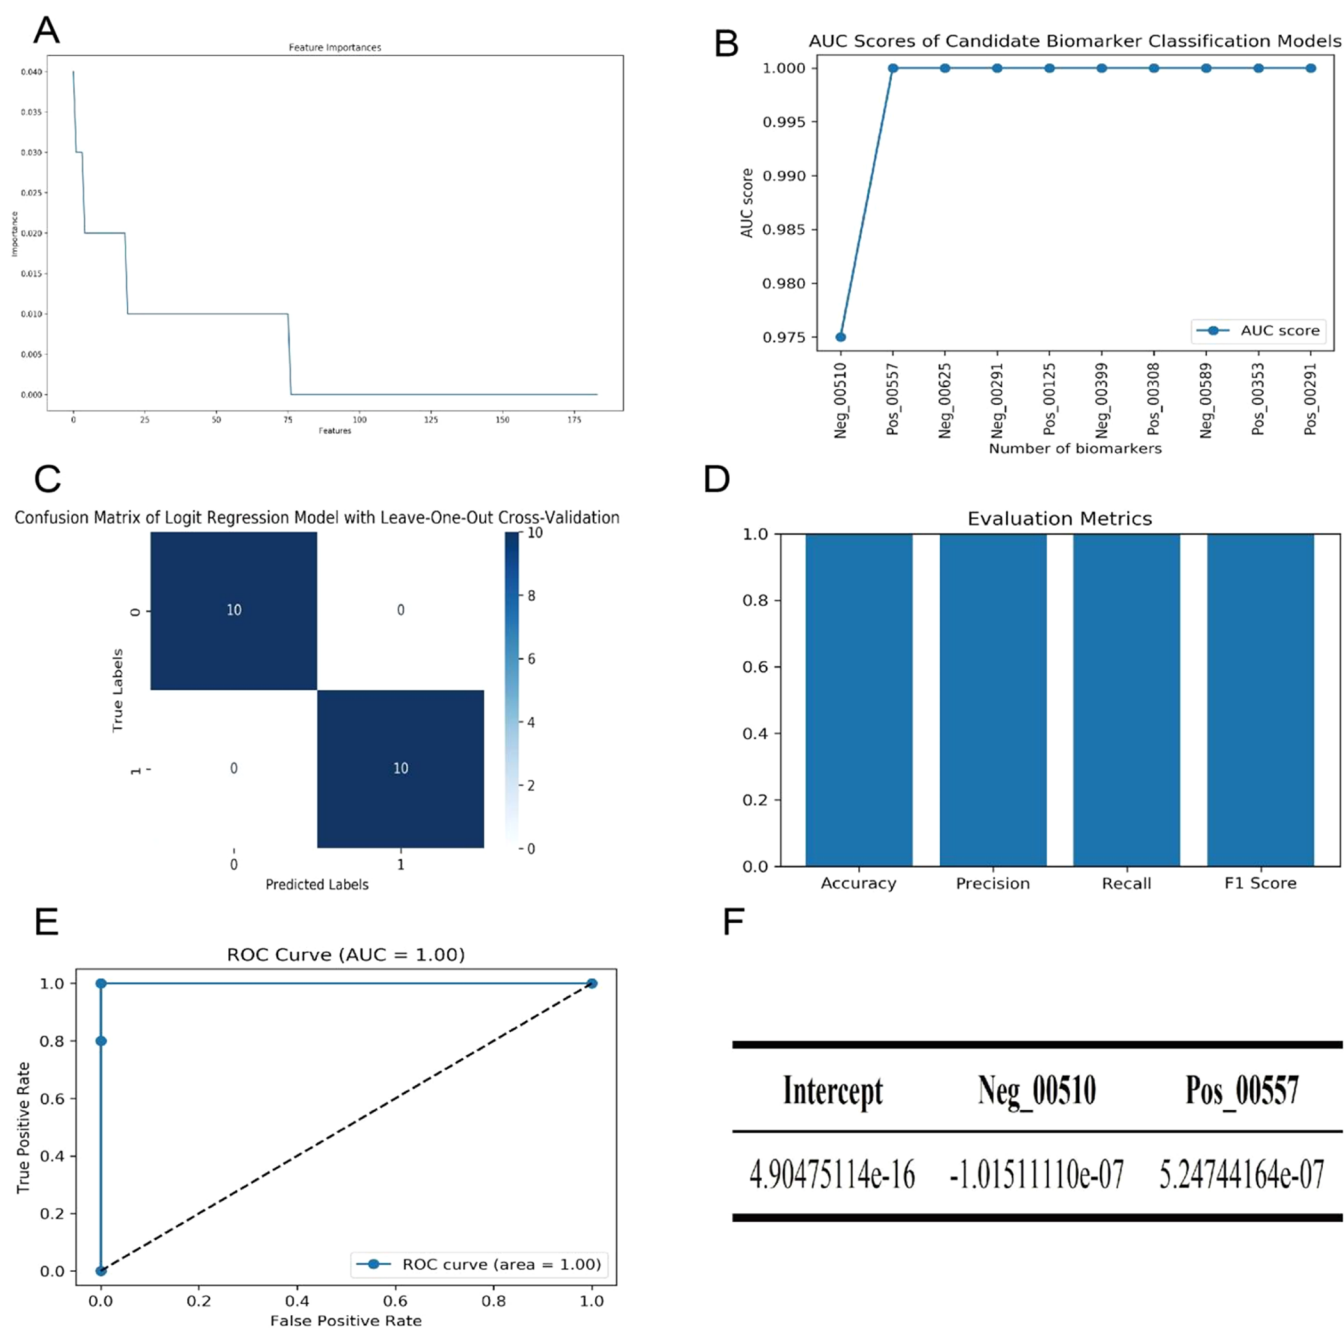 A
Feature Importances
0.040
0.035
0.030
0.025
0.020
0.015
0.010
0.005
0.000
Importance
0 25 50 75 100 125 150 175
Features
B
AUC Scores of Candidate Biomarker Classification Models
1.000
0.995
0.990
0.985
0.980
0.975
AUC score
AUC score
Neg_00510
Pos_00557
Neg_00625
Neg_00291
Pos_00125
Neg_00399
Pos_00308
Neg_00589
Pos_00353
Pos_00291
Number of biomarkers
C
Confusion Matrix of Logit Regression Model with Leave-One-Out Cross-Validation
10 0
0 10
0
1
True Labels
0 1
Predicted Labels
10
8
6
4
2
0
D
Evaluation Metrics
1.0
0.8
0.6
0.4
0.2
0.0
Accuracy Precision Recall F1 Score
E
ROC Curve (AUC = 1.00)
1.0
0.8
0.6
0.4
0.2
0.0
True Positive Rate
ROC curve (area = 1.00)
0.0 0.2 0.4 0.6 0.8 1.0
False Positive Rate
F
Intercept Neg_00510 Pos_00557
4.90475114e-16 -1.01511110e-07 5.24744164e-07